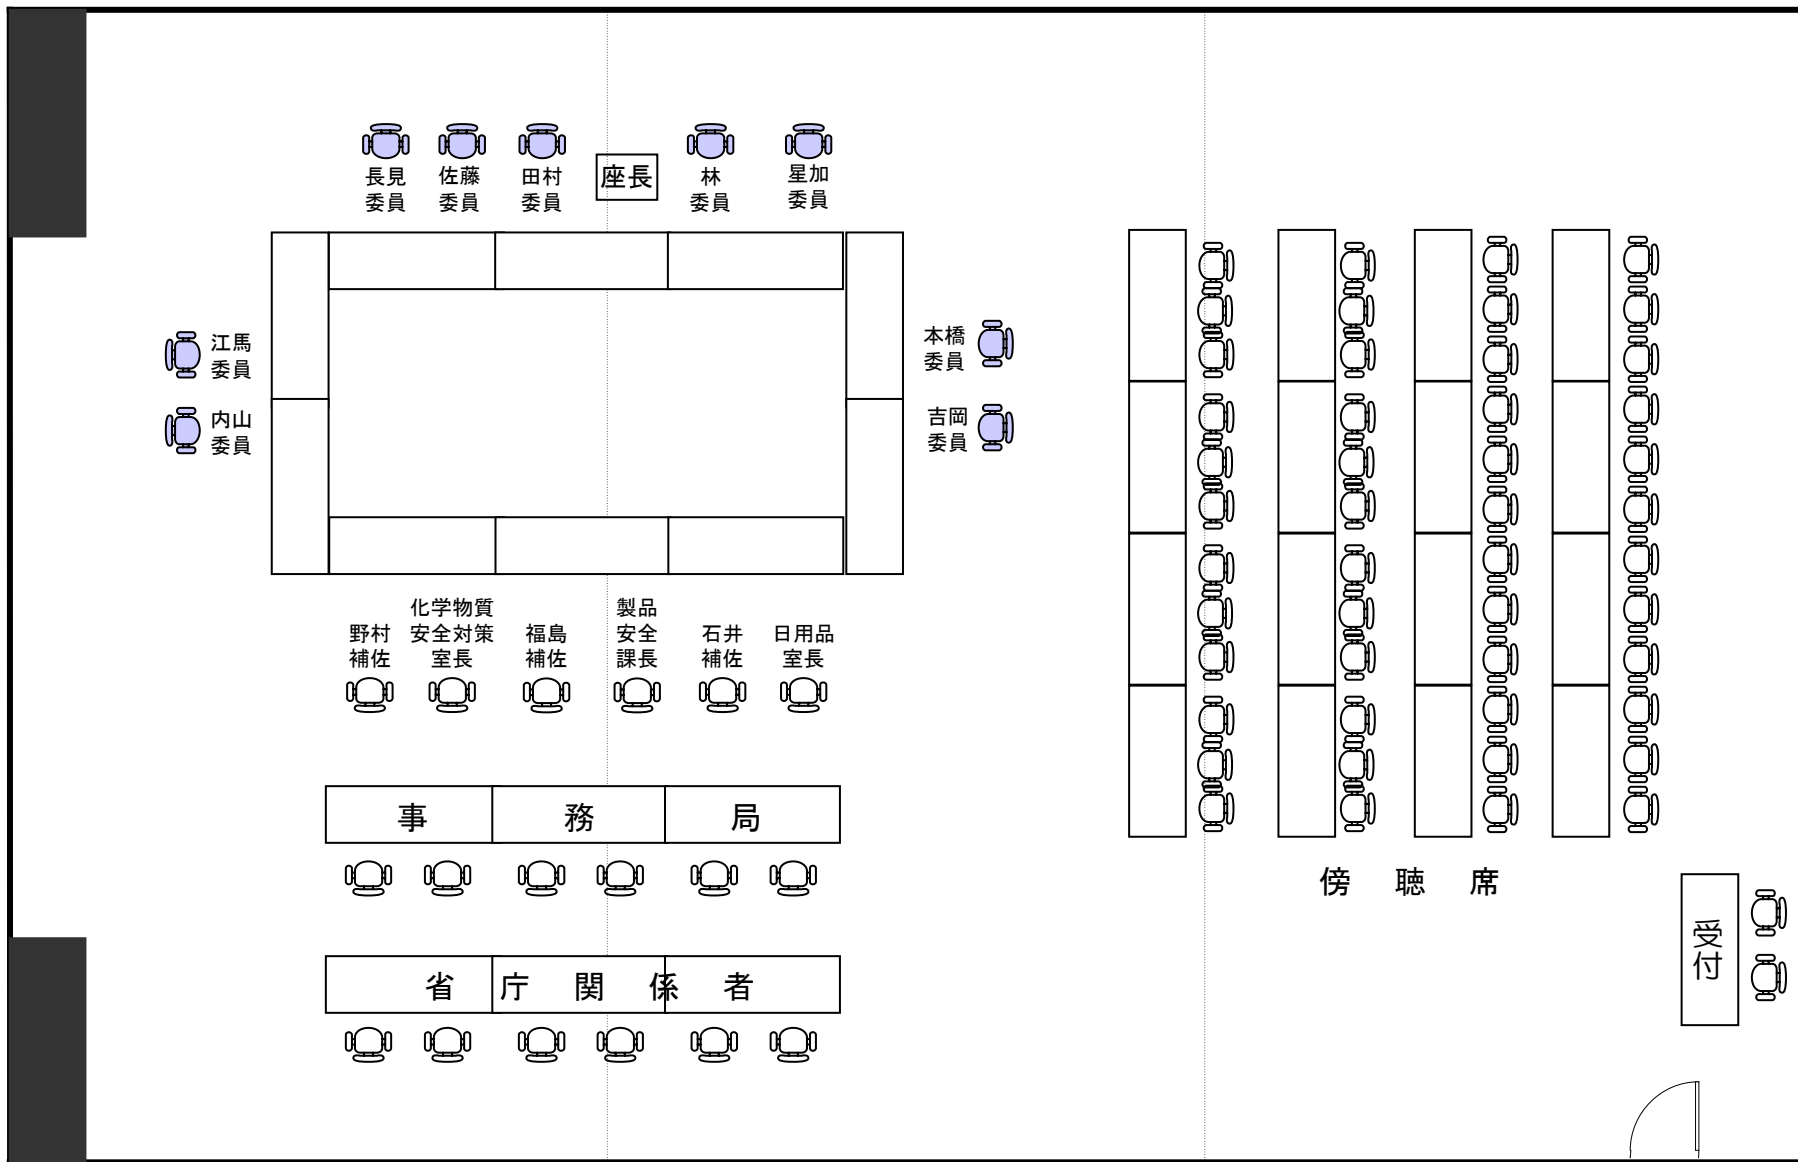 長見
委員
佐藤
委員
田村
委員
座長
林
委員
星加
委員
江馬
委員
内山
委員
本橋
委員
吉岡
委員
野村
補佐
化学物質
安全対策
室長
福島
補佐
製品
安全
課長
石井
補佐
日用品
室長
事務局
省庁関係者
傍聴席
受付